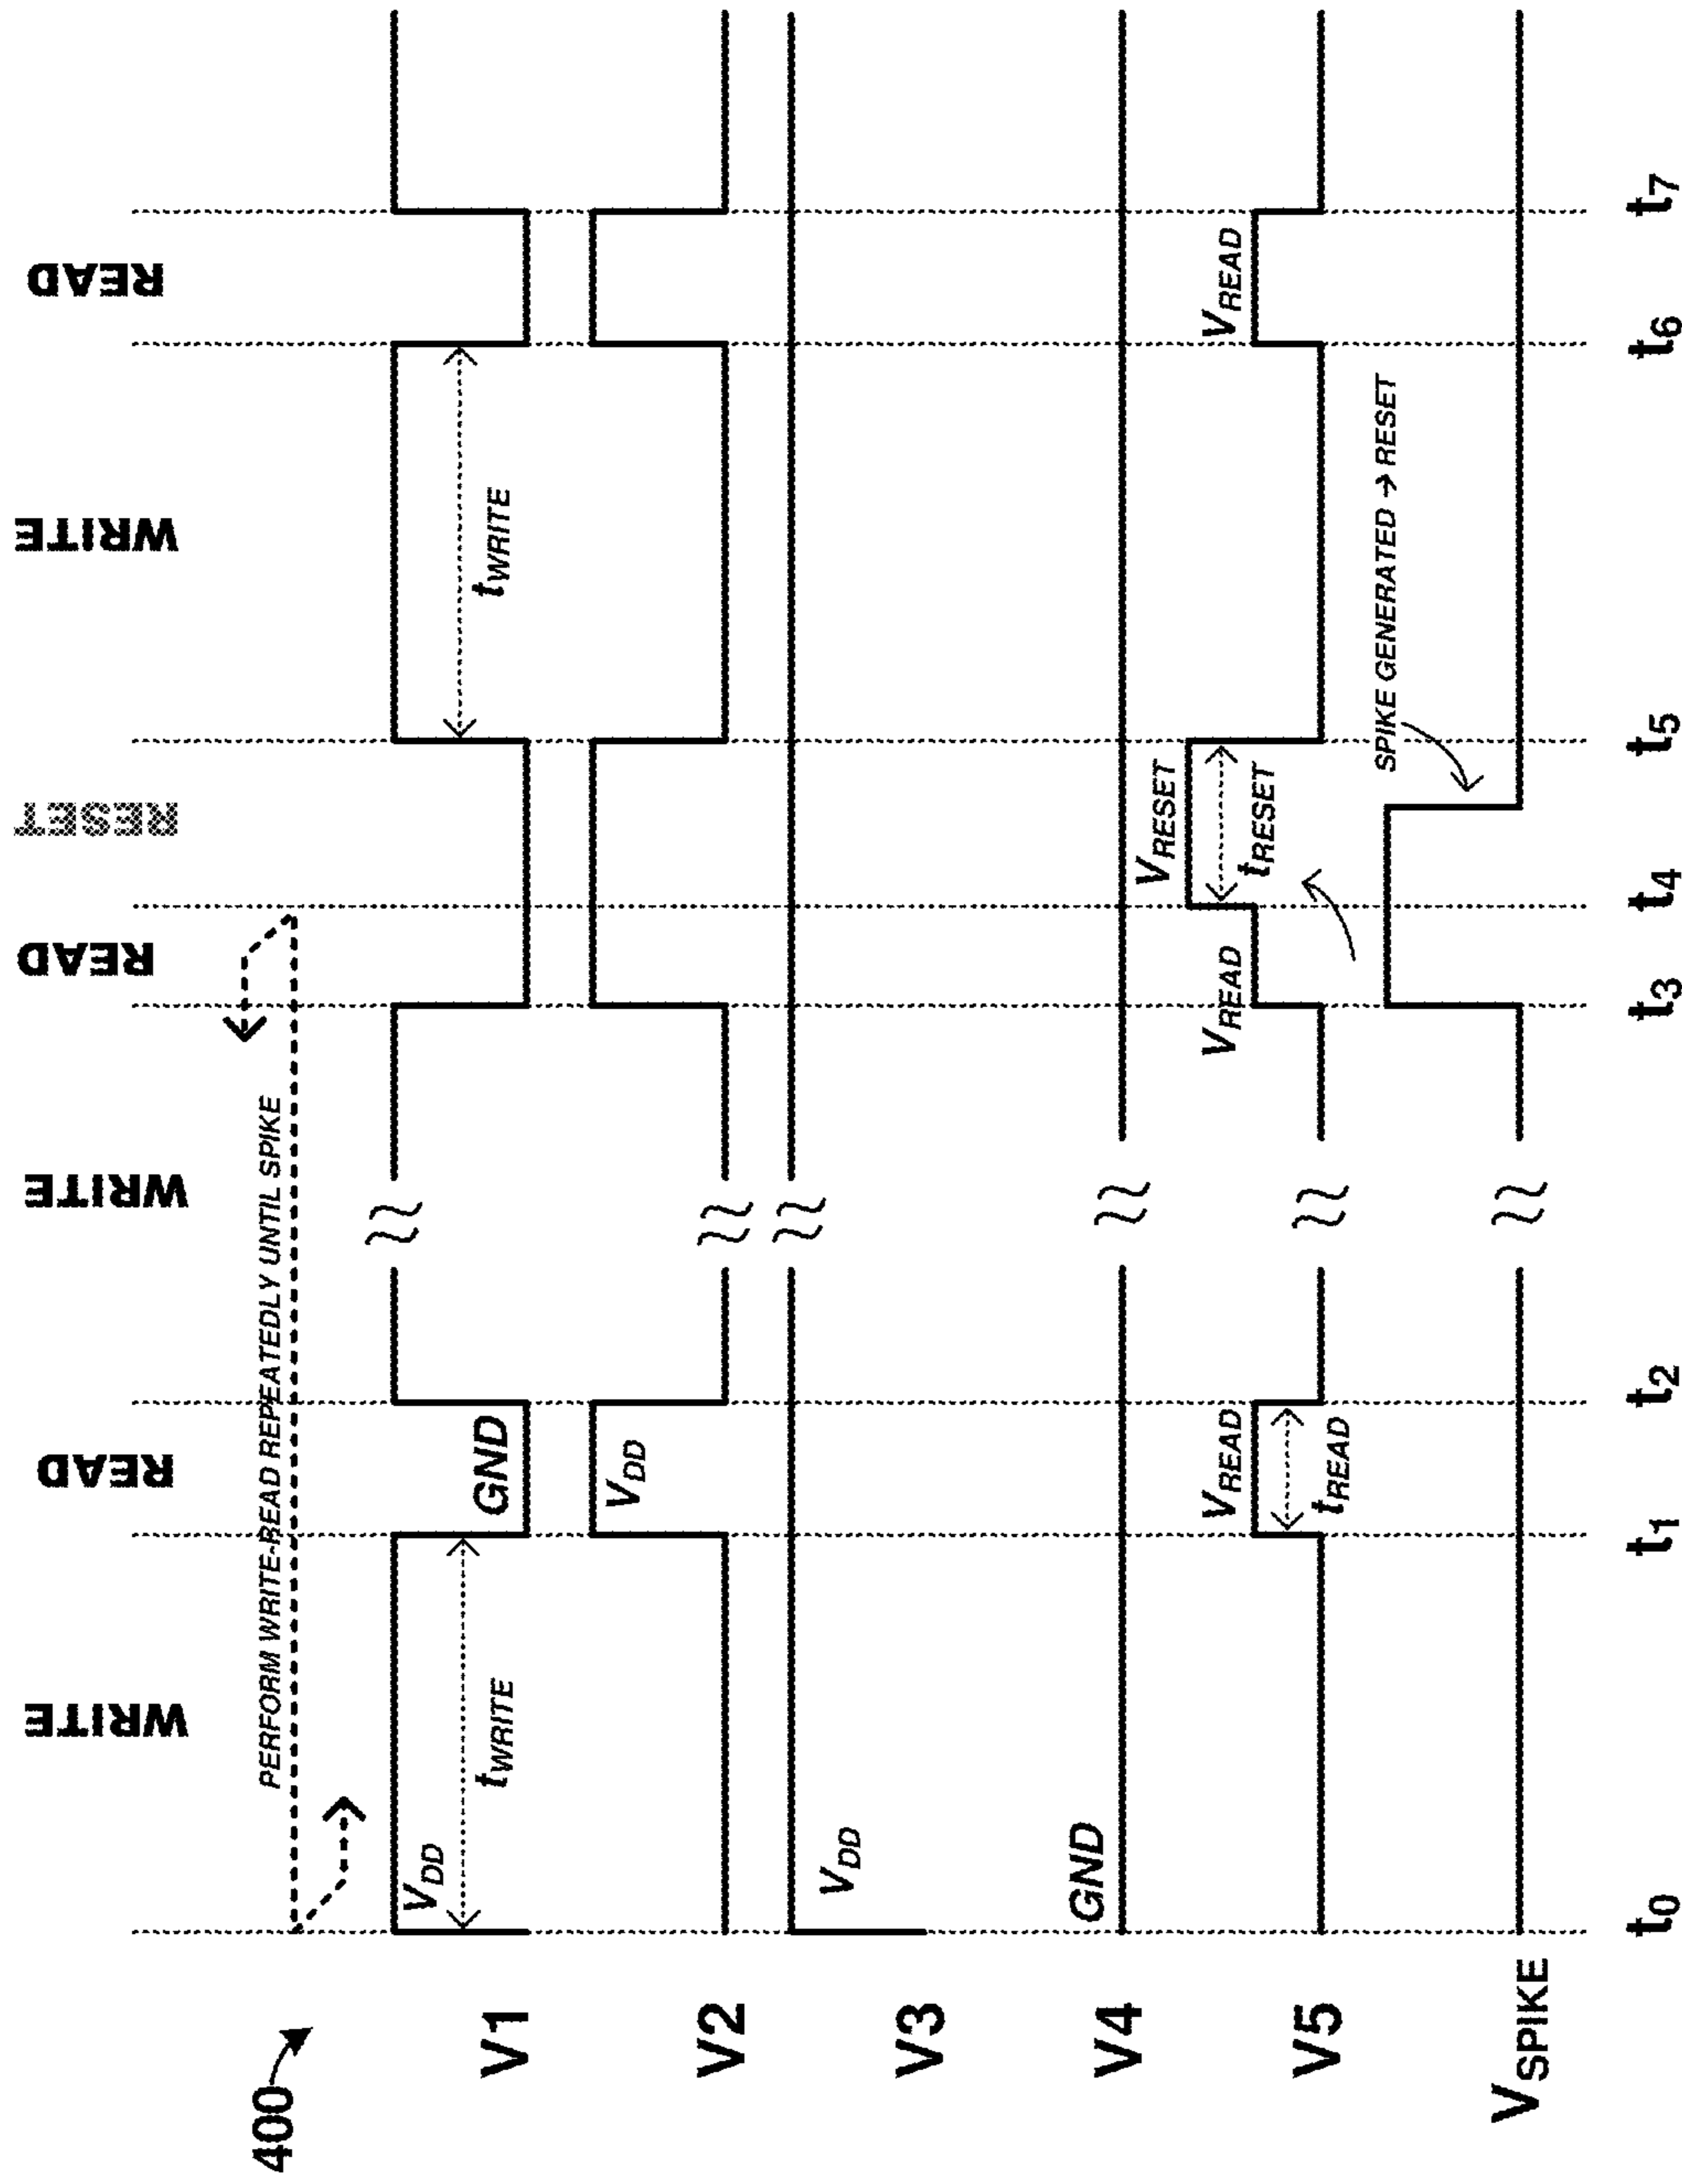 400
WRITE READ WRITE READ RESET WRITE READ
PERFORM WRITE-READ REPEATEDLY UNTIL SPIKE
V1
VDD
tWRITE
GND
tWRITE
V2
VDD
V3
VDD
V4
GND
V5
VREAD
tREAD
VREAD
VRESET
tRESET
VREAD
VSPIKE
SPIKE GENERATED → RESET
t0 t1 t2 t3 t4 t5 t6 t7